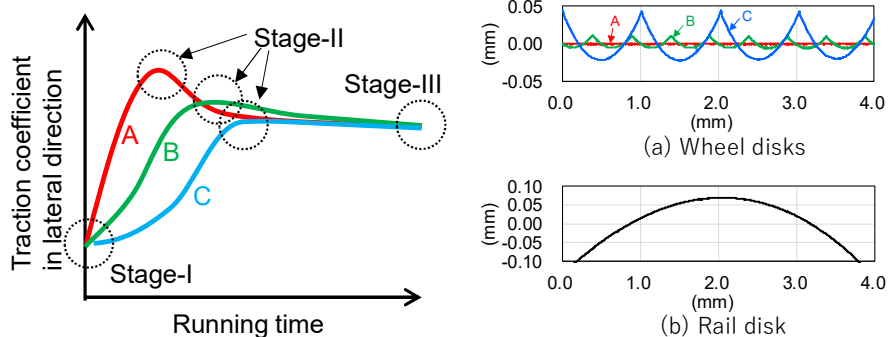 Traction coefficient
in lateral direction
Stage-II
Stage-III
A
B
C
Stage-I
Running time
(mm)
0.05
0.00
-0.05
A
B
C
0.0 1.0 2.0 3.0 4.0
(mm)
(a) Wheel disks
(mm)
0.10
0.05
0.00
-0.05
-0.10
0.0 1.0 2.0 3.0 4.0
(mm)
(b) Rail disk